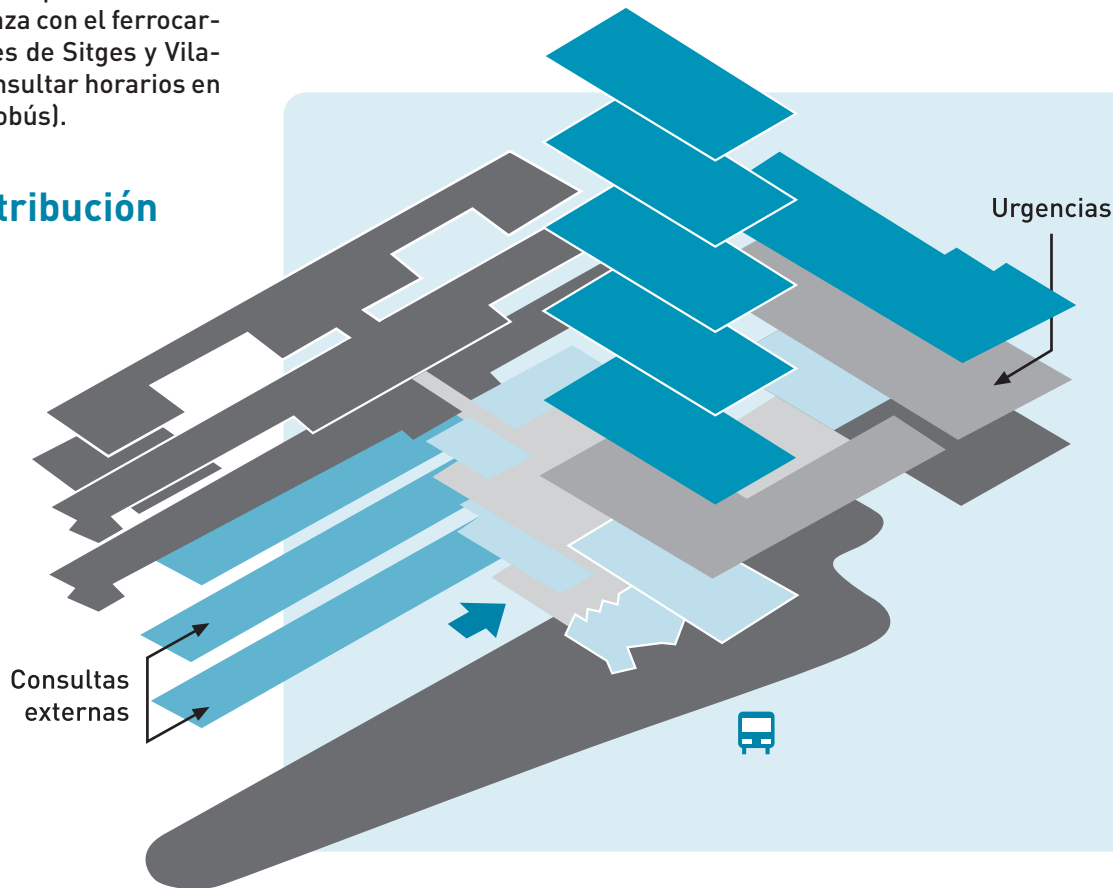 aza con el ferrocar-
es de Sitges y Vila-
nsultar horarios en
obús).
tribución
Urgencias
Consultas
externas